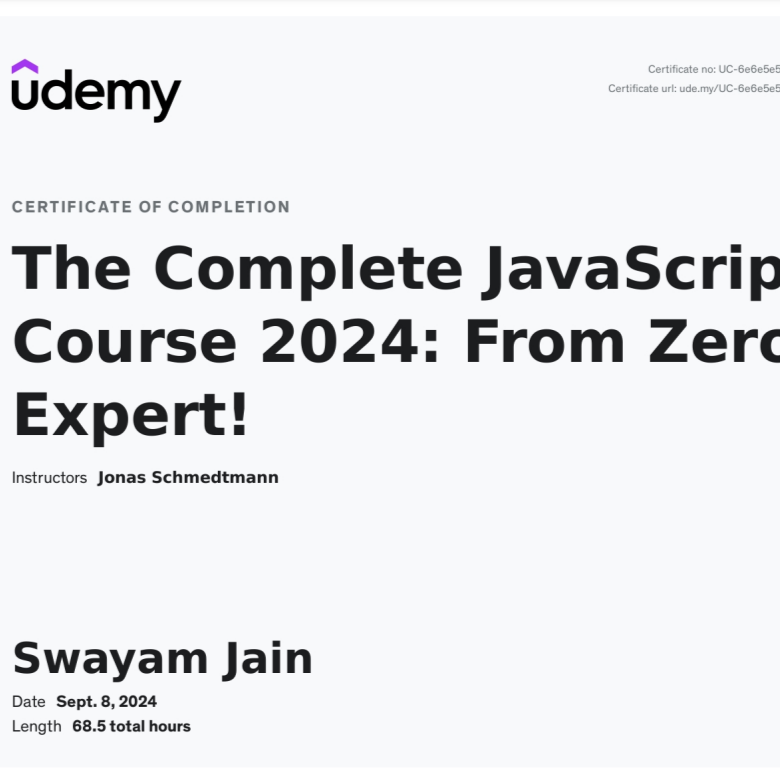 udemy
Certificate no: UC-6e6e5e5
Certificate url: ude.my/UC-6e6e5e5
CERTIFICATE OF COMPLETION
The Complete JavaScrip
Course 2024: From Zero
Expert!
Instructors Jonas Schmedtmann
Swayam Jain
Date Sept. 8, 2024
Length 68.5 total hours